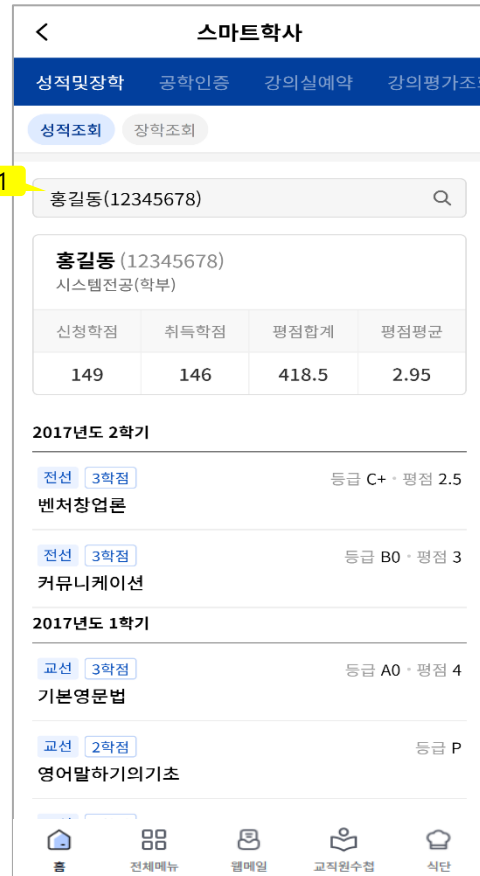 스마트학사
성적및장학 공학인증 강의실예약 강의평가조
성적조회 장학조회
1
홍길동(12345678)
홍길동 (12345678)
시스템전공(학부)
신청학점 취득학점 평점합계 평점평균
149 146 418.5 2.95
2017년도 2학기
전선 3학점 등급 C+ • 평점 2.5
벤처창업론
전선 3학점 등급 B0 • 평점 3
커뮤니케이션
2017년도 1학기
교선 3학점 등급 A0 • 평점 4
기본영문법
교선 2학점 등급 P
영어말하기의기초
홈 전체메뉴 웹메일 교직원수첩 식단